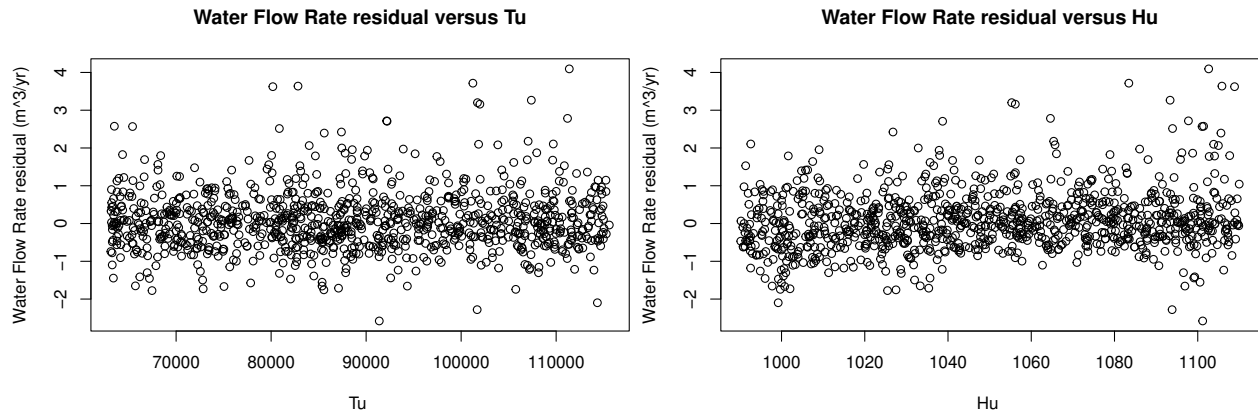 Water Flow Rate residual versus Tu
Water Flow Rate residual (m^3/yr)
4
3
2
1
0
−1
−2
70000 80000 90000 100000 110000
Tu
Water Flow Rate residual versus Hu
Water Flow Rate residual (m^3/yr)
4
3
2
1
0
−1
−2
1000 1020 1040 1060 1080 1100
Hu